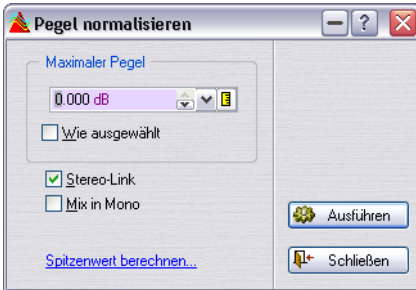 Pegel normalisieren
Maximaler Pegel
0.000 dB
Wie ausgewählt
Stereo-Link
Mix in Mono
Ausführen
Spitzenwert berechnen...
Schließen